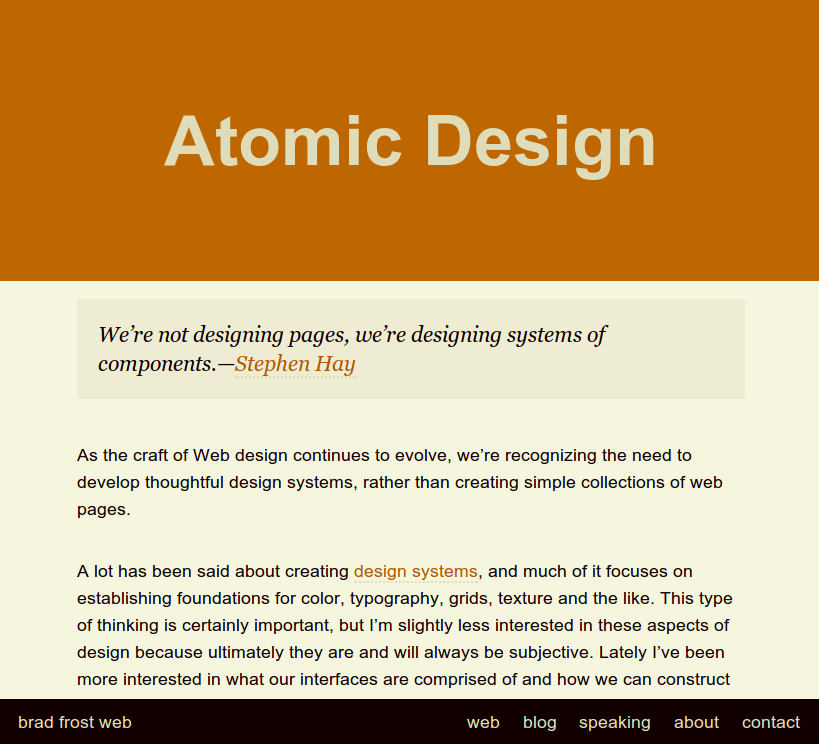 Atomic Design
We’re not designing pages, we’re designing systems of
components.—Stephen Hay
As the craft of Web design continues to evolve, we’re recognizing the need to
develop thoughtful design systems, rather than creating simple collections of web
pages.
A lot has been said about creating design systems, and much of it focuses on
establishing foundations for color, typography, grids, texture and the like. This type
of thinking is certainly important, but I’m slightly less interested in these aspects of
design because ultimately they are and will always be subjective. Lately I’ve been
more interested in what our interfaces are comprised of and how we can construct
brad frost web web blog speaking about contact